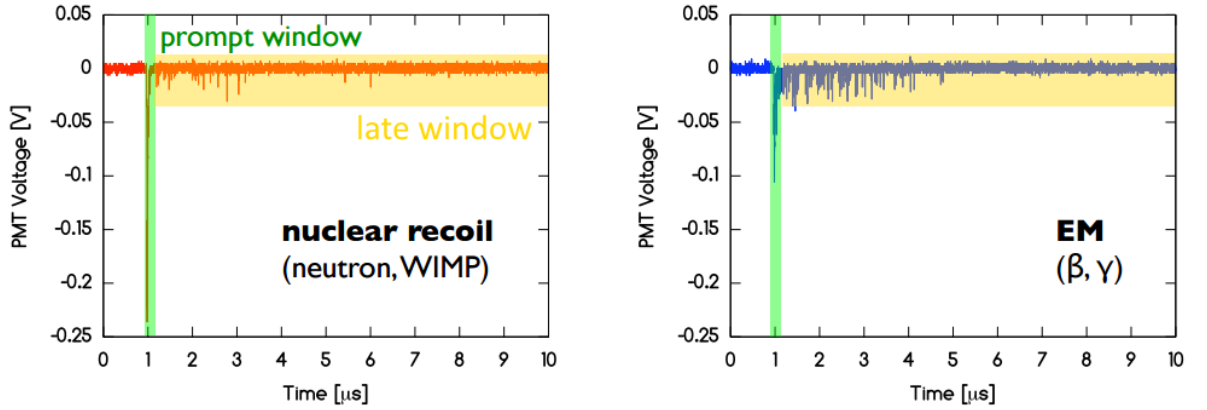 prompt window
late window
nuclear recoil
(neutron, WIMP)
PMT Voltage [V]
0.05
0
-0.05
-0.1
-0.15
-0.2
-0.25
0 1 2 3 4 5 6 7 8 9 10
Time [μs]
EM
(β, γ)
PMT Voltage [V]
0.05
0
-0.05
-0.1
-0.15
-0.2
-0.25
0 1 2 3 4 5 6 7 8 9 10
Time [μs]